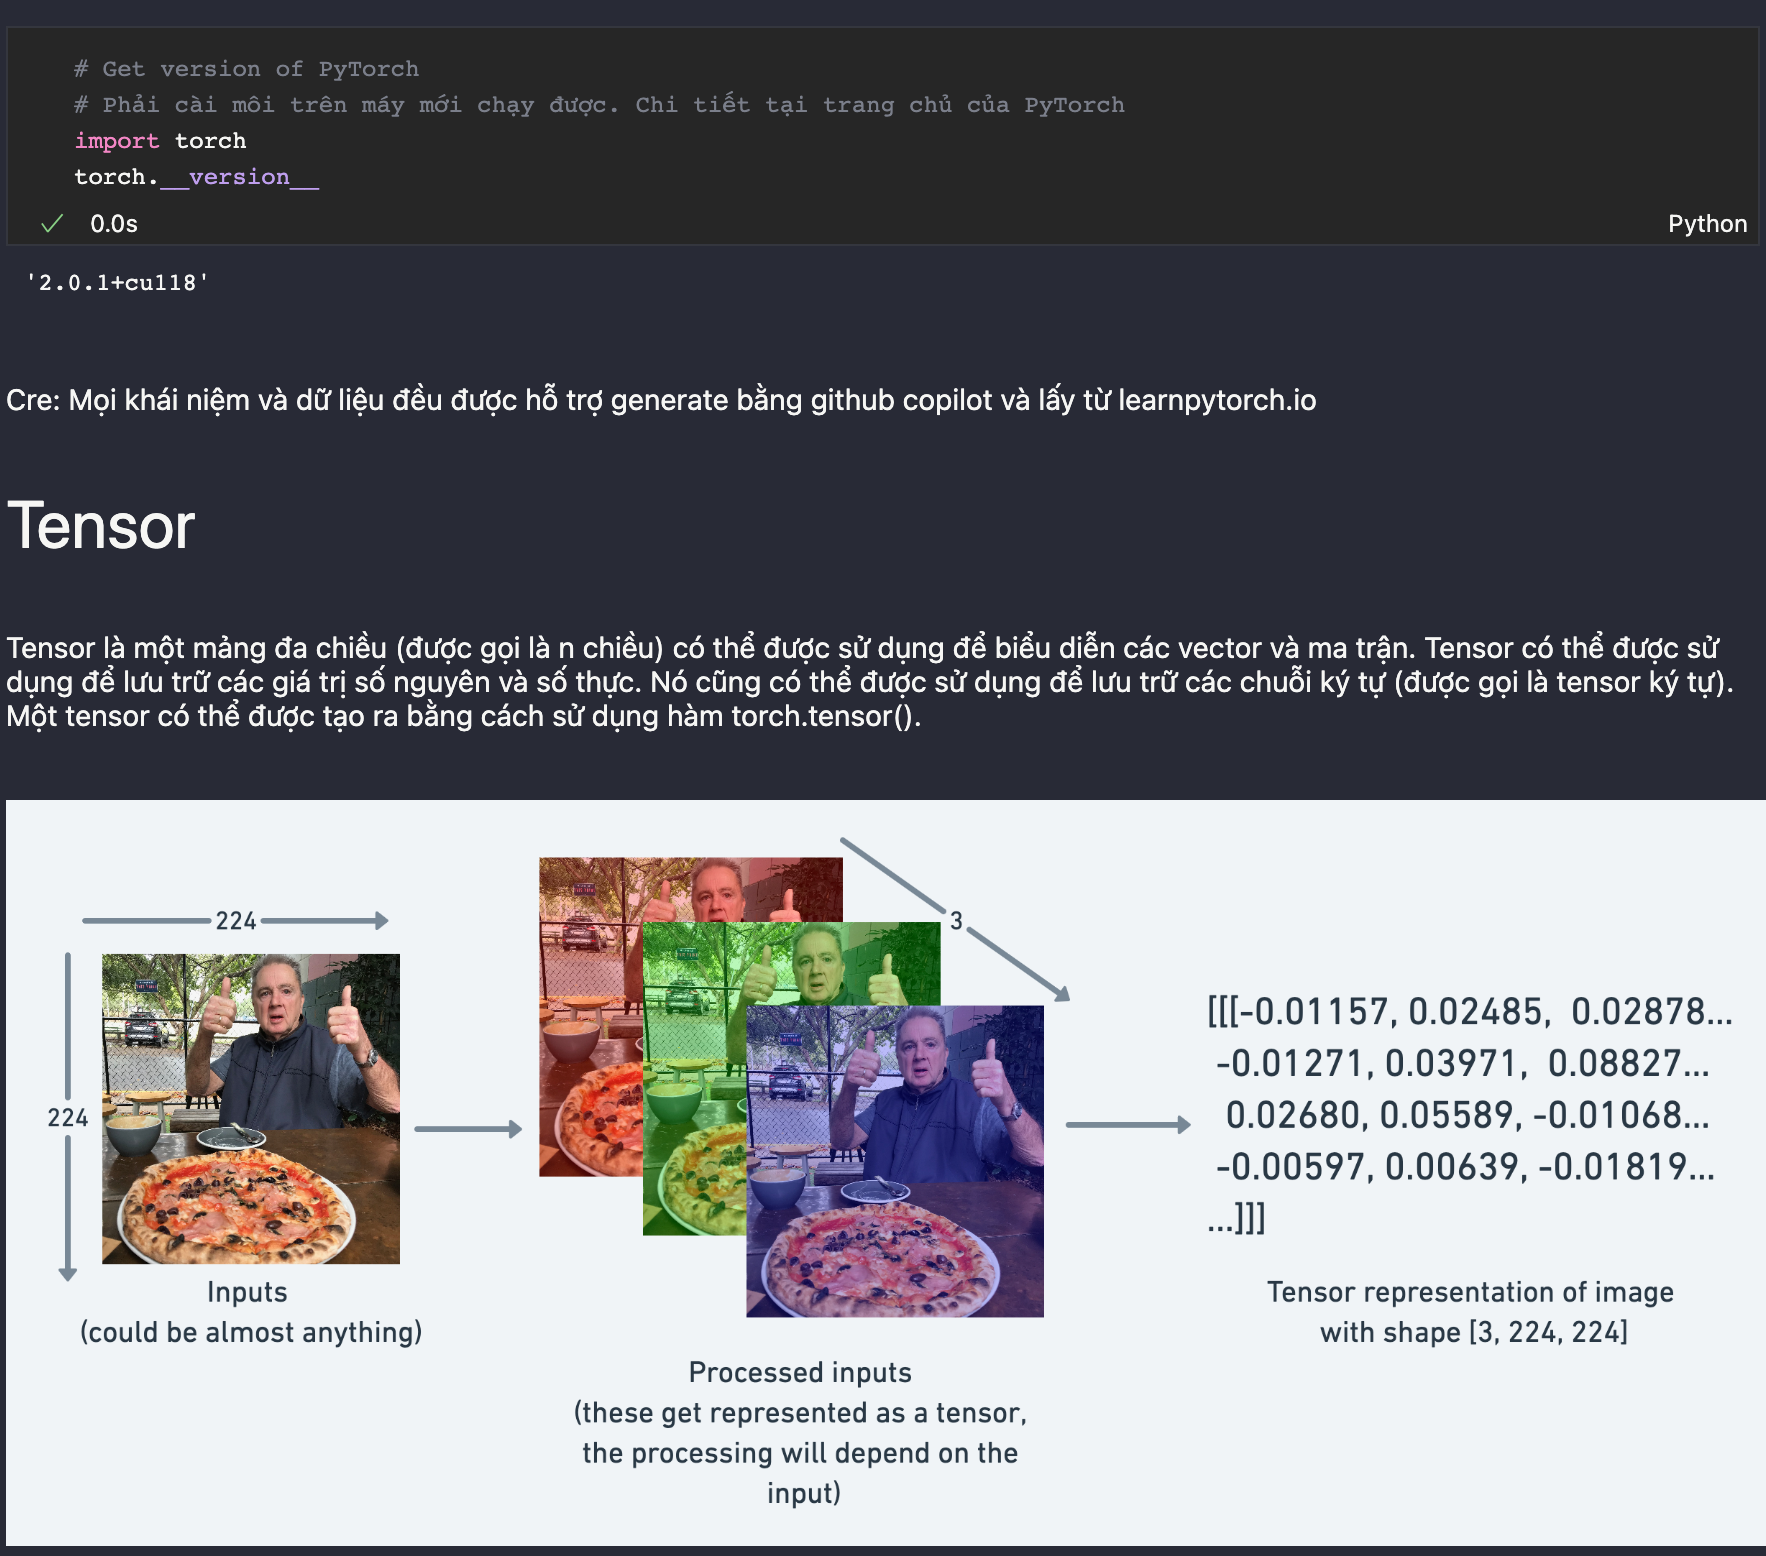 # Get version of PyTorch
# Phải cài môi trên máy mới chạy được. Chi tiết tại trang chủ của PyTorch
import torch
torch.__version__
0.0s
Python
'2.0.1+cu118'
Cre: Mọi khái niệm và dữ liệu đều được hỗ trợ generate bằng github copilot và lấy từ learnpytorch.io
Tensor
Tensor là một mảng đa chiều (được gọi là n chiều) có thể được sử dụng để biểu diễn các vector và ma trận. Tensor có thể được sử
dụng để lưu trữ các giá trị số nguyên và số thực. Nó cũng có thể được sử dụng để lưu trữ các chuỗi ký tự (được gọi là tensor ký tự).
Một tensor có thể được tạo ra bằng cách sử dụng hàm torch.tensor().
224
224
Inputs
(could be almost anything)
3
Processed inputs
(these get represented as a tensor,
the processing will depend on the
input)
[[[-0.01157, 0.02485, 0.02878...
-0.01271, 0.03971, 0.08827...
0.02680, 0.05589, -0.01068...
-0.00597, 0.00639, -0.01819...
...]]]
Tensor representation of image
with shape [3, 224, 224]